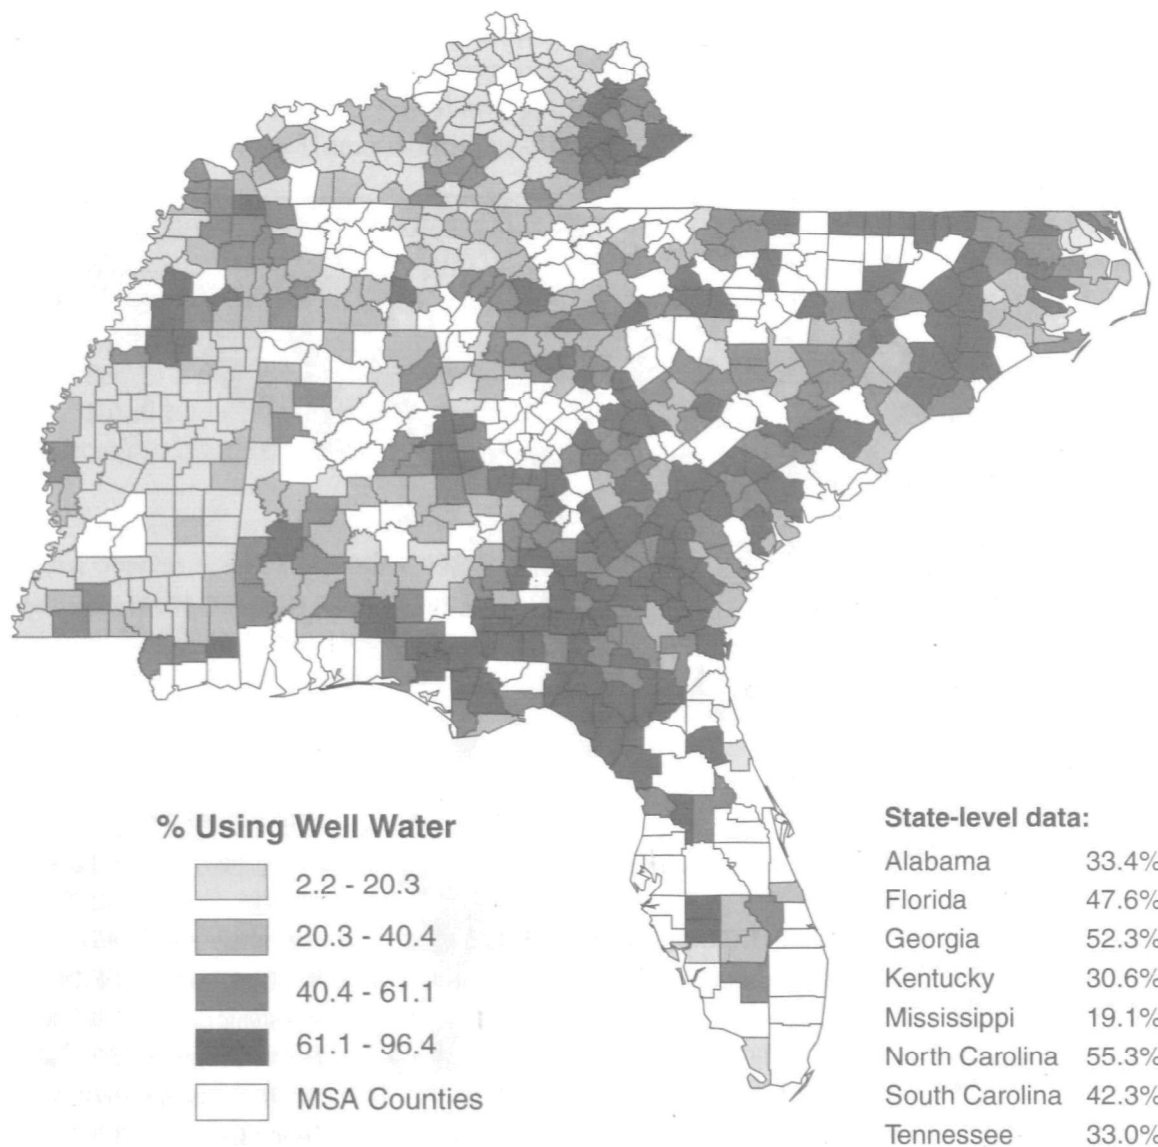 % Using Well Water
2.2 - 20.3
20.3 - 40.4
40.4 - 61.1
61.1 - 96.4
MSA Counties
State-level data:
Alabama 33.4%
Florida 47.6%
Georgia 52.3%
Kentucky 30.6%
Mississippi 19.1%
North Carolina 55.3%
South Carolina 42.3%
Tennessee 33.0%